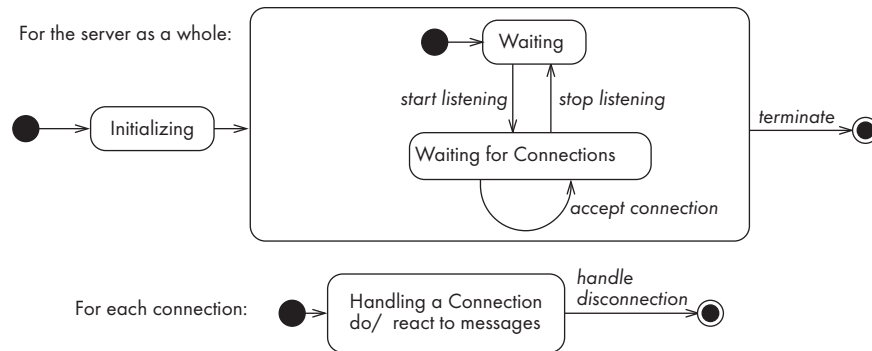 For the server as a whole:
Waiting
start listening
stop listening
Initializing
terminate
Waiting for Connections
accept connection
For each connection:
Handling a Connection
do/ react to messages
handle
disconnection